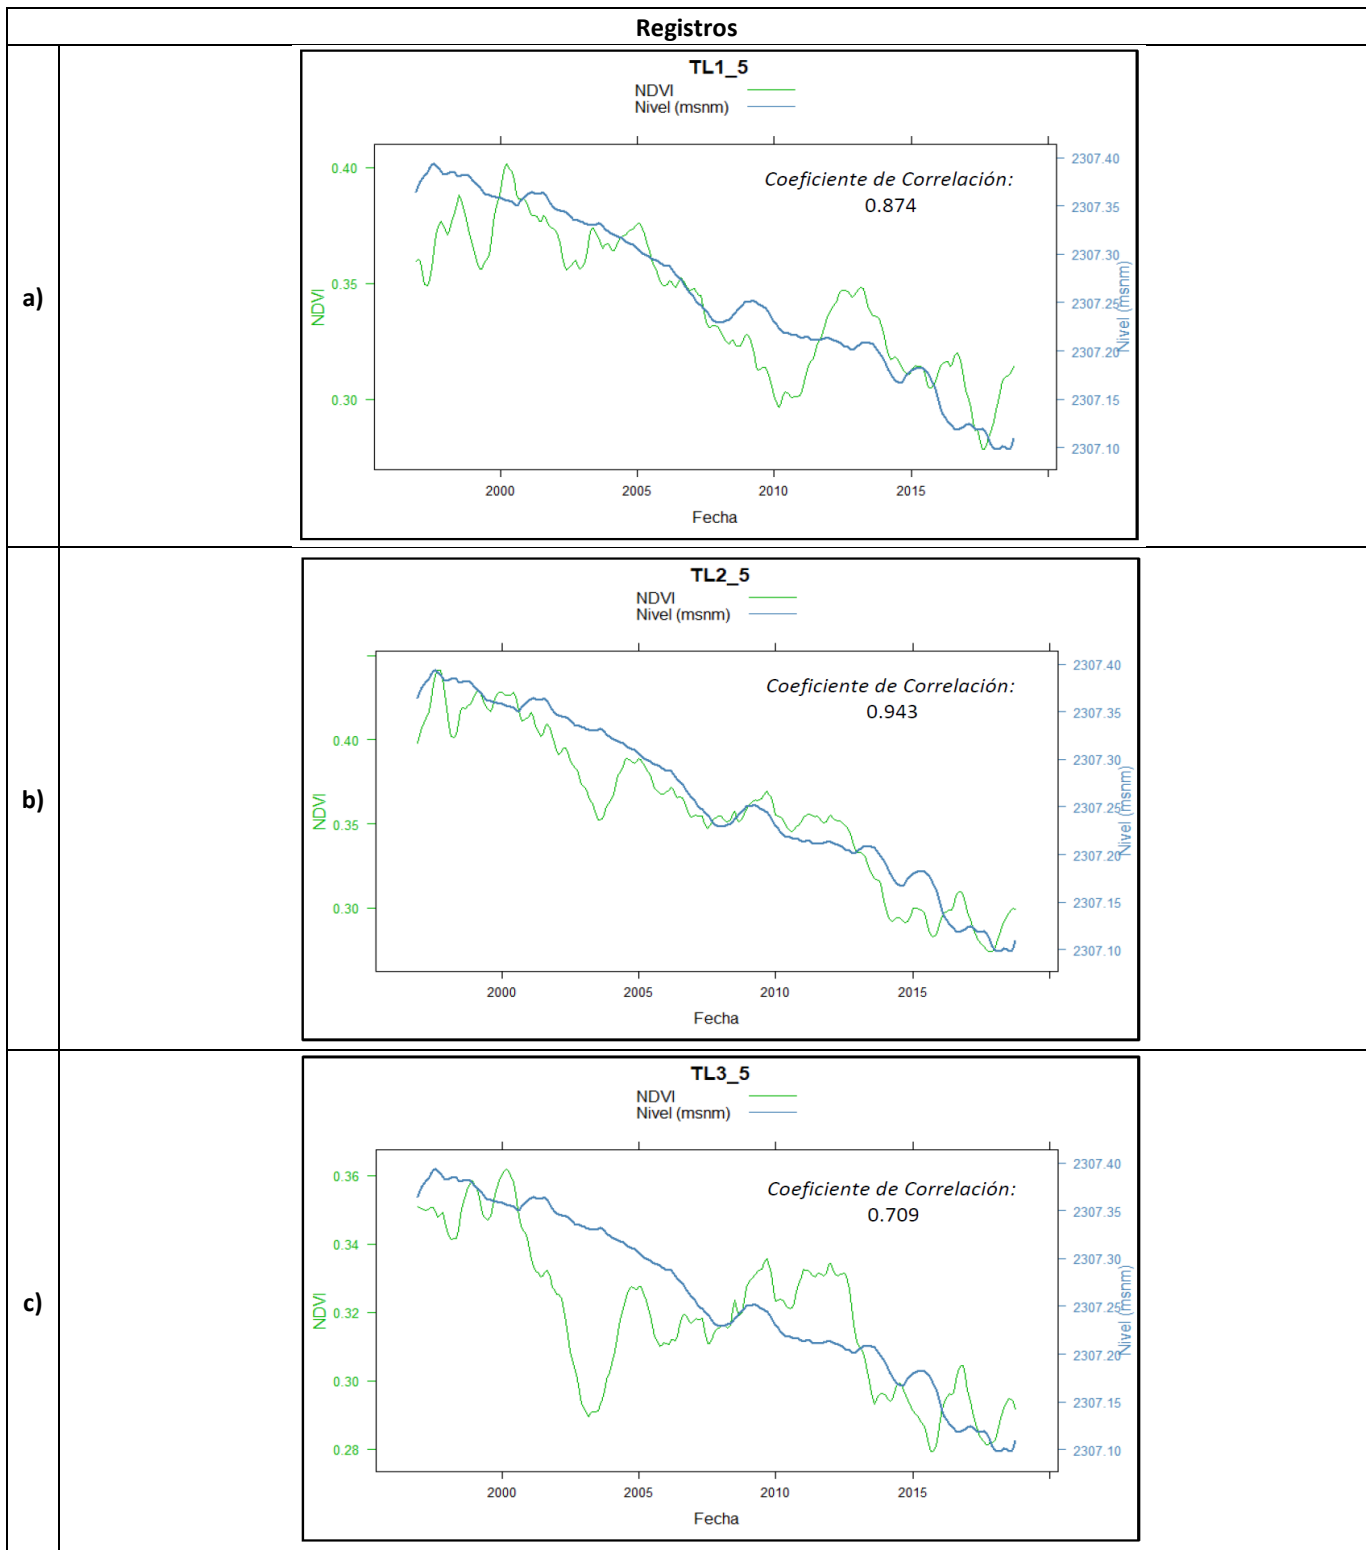 Registros
a)
TL1_5
NDVI
Nivel (msnm)
Coeficiente de Correlación:
0.874
0.40
0.35
0.30
NDVI
2307.40
2307.35
2307.30
2307.25
2307.20
2307.15
2307.10
Nivel (msnm)
2000 2005 2010 2015
Fecha
b)
TL2_5
NDVI
Nivel (msnm)
Coeficiente de Correlación:
0.943
0.40
0.35
0.30
NDVI
2307.40
2307.35
2307.30
2307.25
2307.20
2307.15
2307.10
Nivel (msnm)
2000 2005 2010 2015
Fecha
c)
TL3_5
NDVI
Nivel (msnm)
Coeficiente de Correlación:
0.709
0.36
0.34
0.32
0.30
0.28
NDVI
2307.40
2307.35
2307.30
2307.25
2307.20
2307.15
2307.10
Nivel (msnm)
2000 2005 2010 2015
Fecha